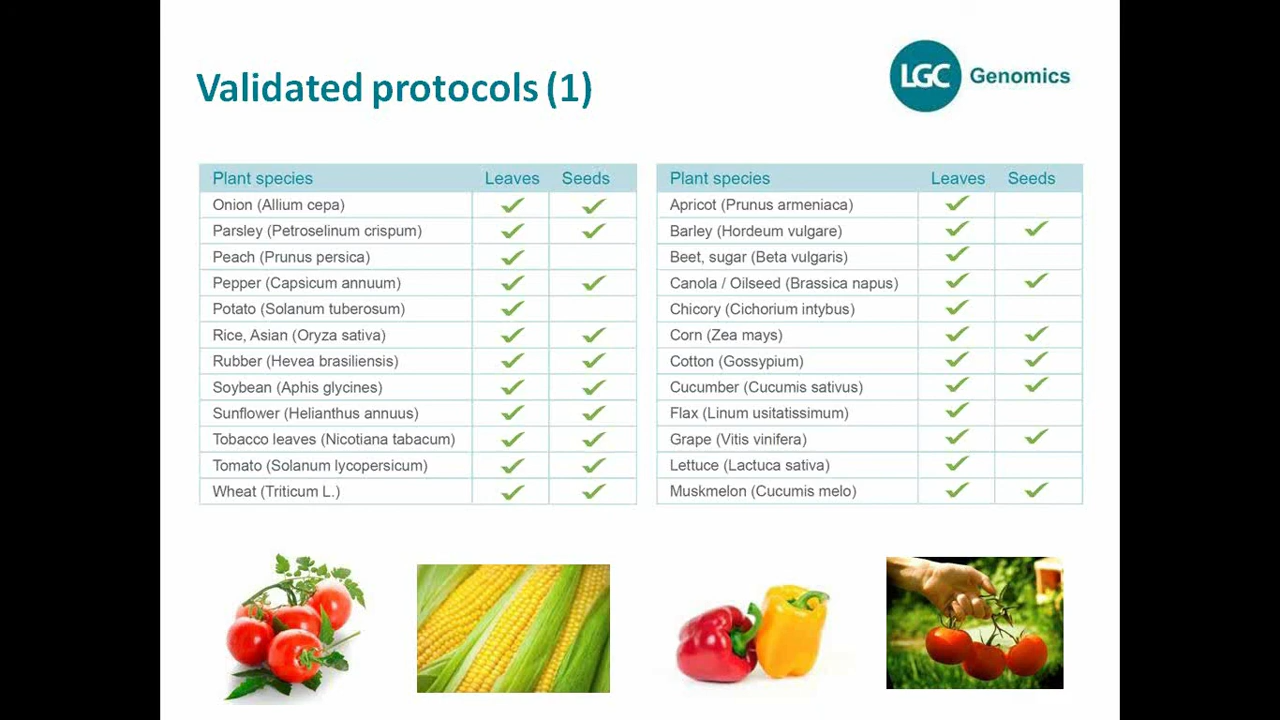 Validated protocols (1)
LGC Genomics
Plant species Leaves Seeds
Onion (Allium cepa) ✓ ✓
Parsley (Petroselinum crispum) ✓ ✓
Peach (Prunus persica) ✓
Pepper (Capsicum annuum) ✓ ✓
Potato (Solanum tuberosum) ✓
Rice, Asian (Oryza sativa) ✓ ✓
Rubber (Hevea brasiliensis) ✓ ✓
Soybean (Aphis glycines) ✓ ✓
Sunflower (Helianthus annuus) ✓ ✓
Tobacco leaves (Nicotiana tabacum) ✓ ✓
Tomato (Solanum lycopersicum) ✓ ✓
Wheat (Triticum L.) ✓ ✓
Plant species Leaves Seeds
Apricot (Prunus armeniaca) ✓
Barley (Hordeum vulgare) ✓ ✓
Beet, sugar (Beta vulgaris) ✓
Canola / Oilseed (Brassica napus) ✓ ✓
Chicory (Cichorium intybus) ✓
Corn (Zea mays) ✓ ✓
Cotton (Gossypium) ✓ ✓
Cucumber (Cucumis sativus) ✓ ✓
Flax (Linum usitatissimum) ✓
Grape (Vitis vinifera) ✓ ✓
Lettuce (Lactuca sativa) ✓
Muskmelon (Cucumis melo) ✓ ✓